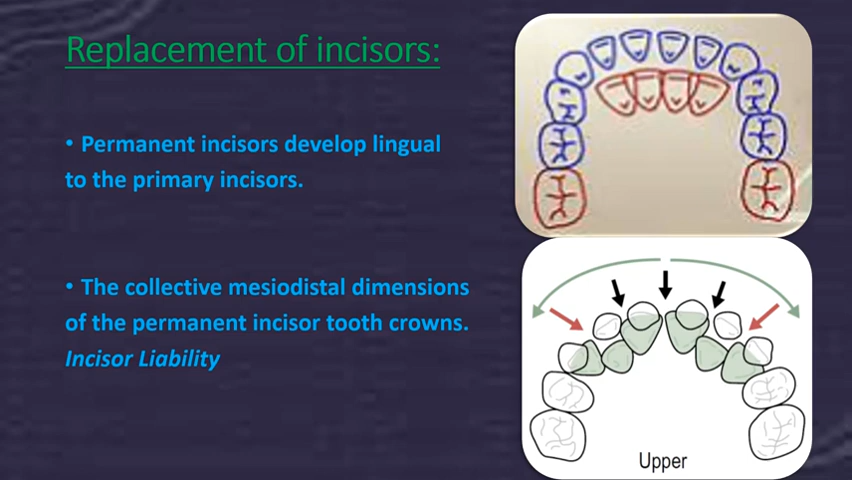 Replacement of incisors:
• Permanent incisors develop lingual
to the primary incisors.
• The collective mesiodistal dimensions
of the permanent incisor tooth crowns.
Incisor Liability
Upper